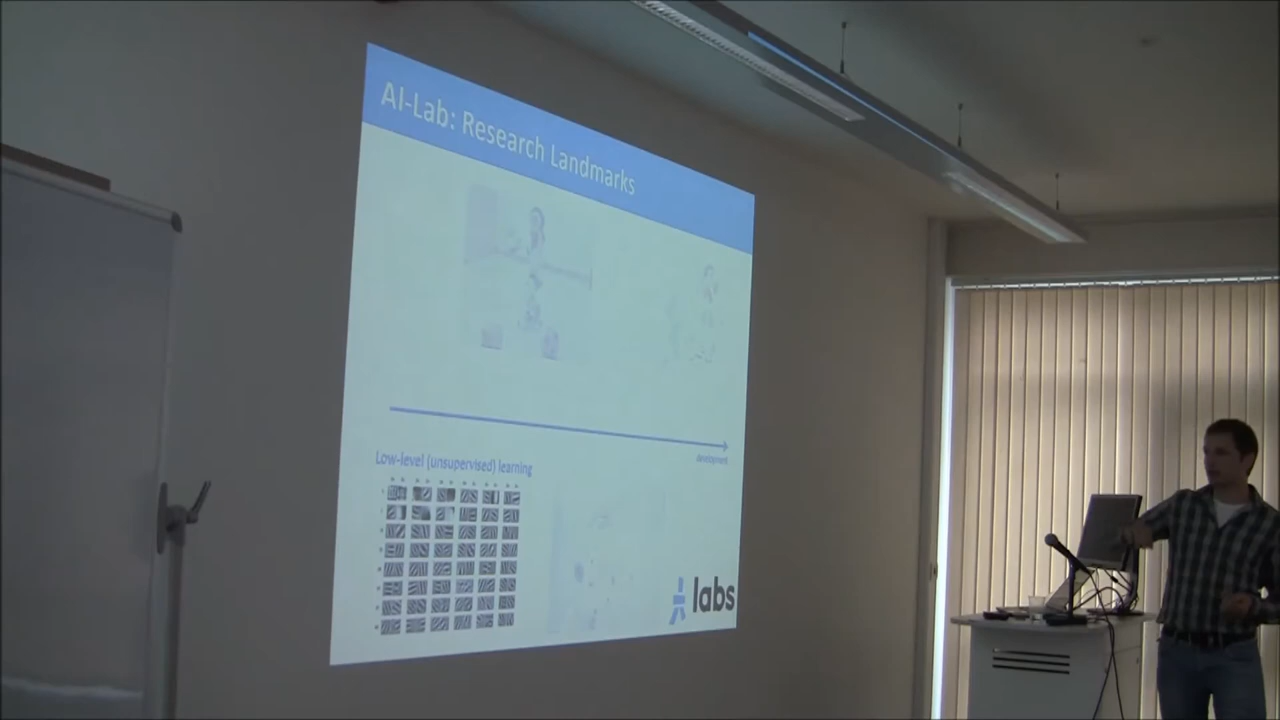 AI-Lab: Research Landmarks
development
Low-level (unsupervised) learning
labs